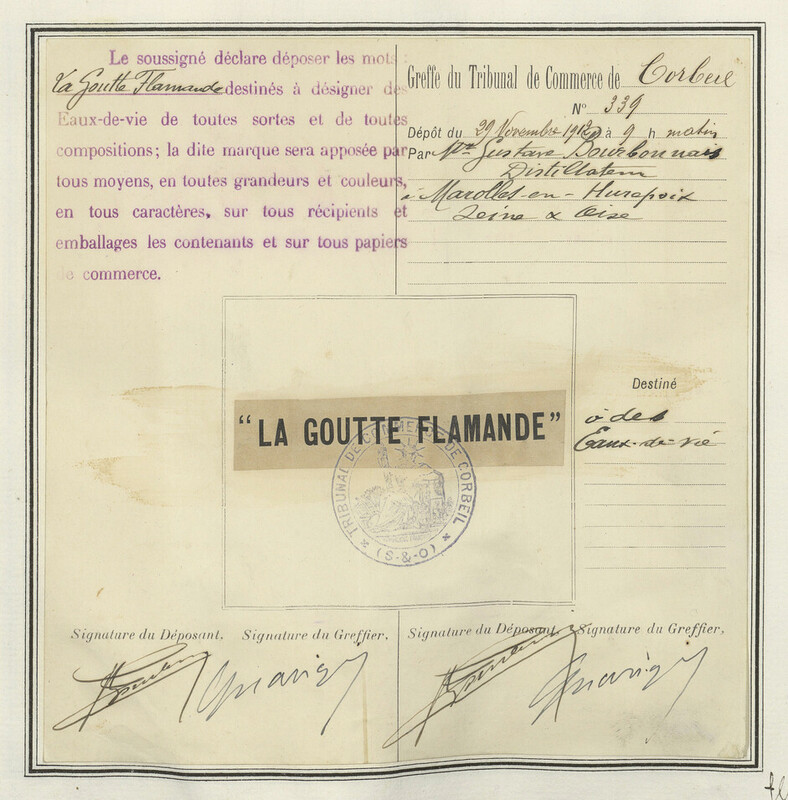 Le soussigné déclare déposer les mots :
La Goutte Flamande destinés à désigner des
Eaux-de-vie de toutes sortes et de toutes
compositions; la dite marque sera apposée par
tous moyens, en toutes grandeurs et couleurs,
en tous caractères, sur tous récipients et
emballages les contenants et sur tous papiers
de commerce.
Greffe du Tribunal de Commerce de Corbeil
N° 339
Dépôt du 29 Novembre 1912 à 9 h matin
Par Mr Gustave Bourbonnais
Distillateur
à Marolles-en-Hurepoix
Seine & Oise
"LA GOUTTE FLAMANDE"
TRIBUNAL DE COMMERCE DE CORBEIL
(S-&-O)
Destiné
à des
Eaux-de-vie
Signature du Déposant. Signature du Greffier.
Signature du Déposant. Signature du Greffier,